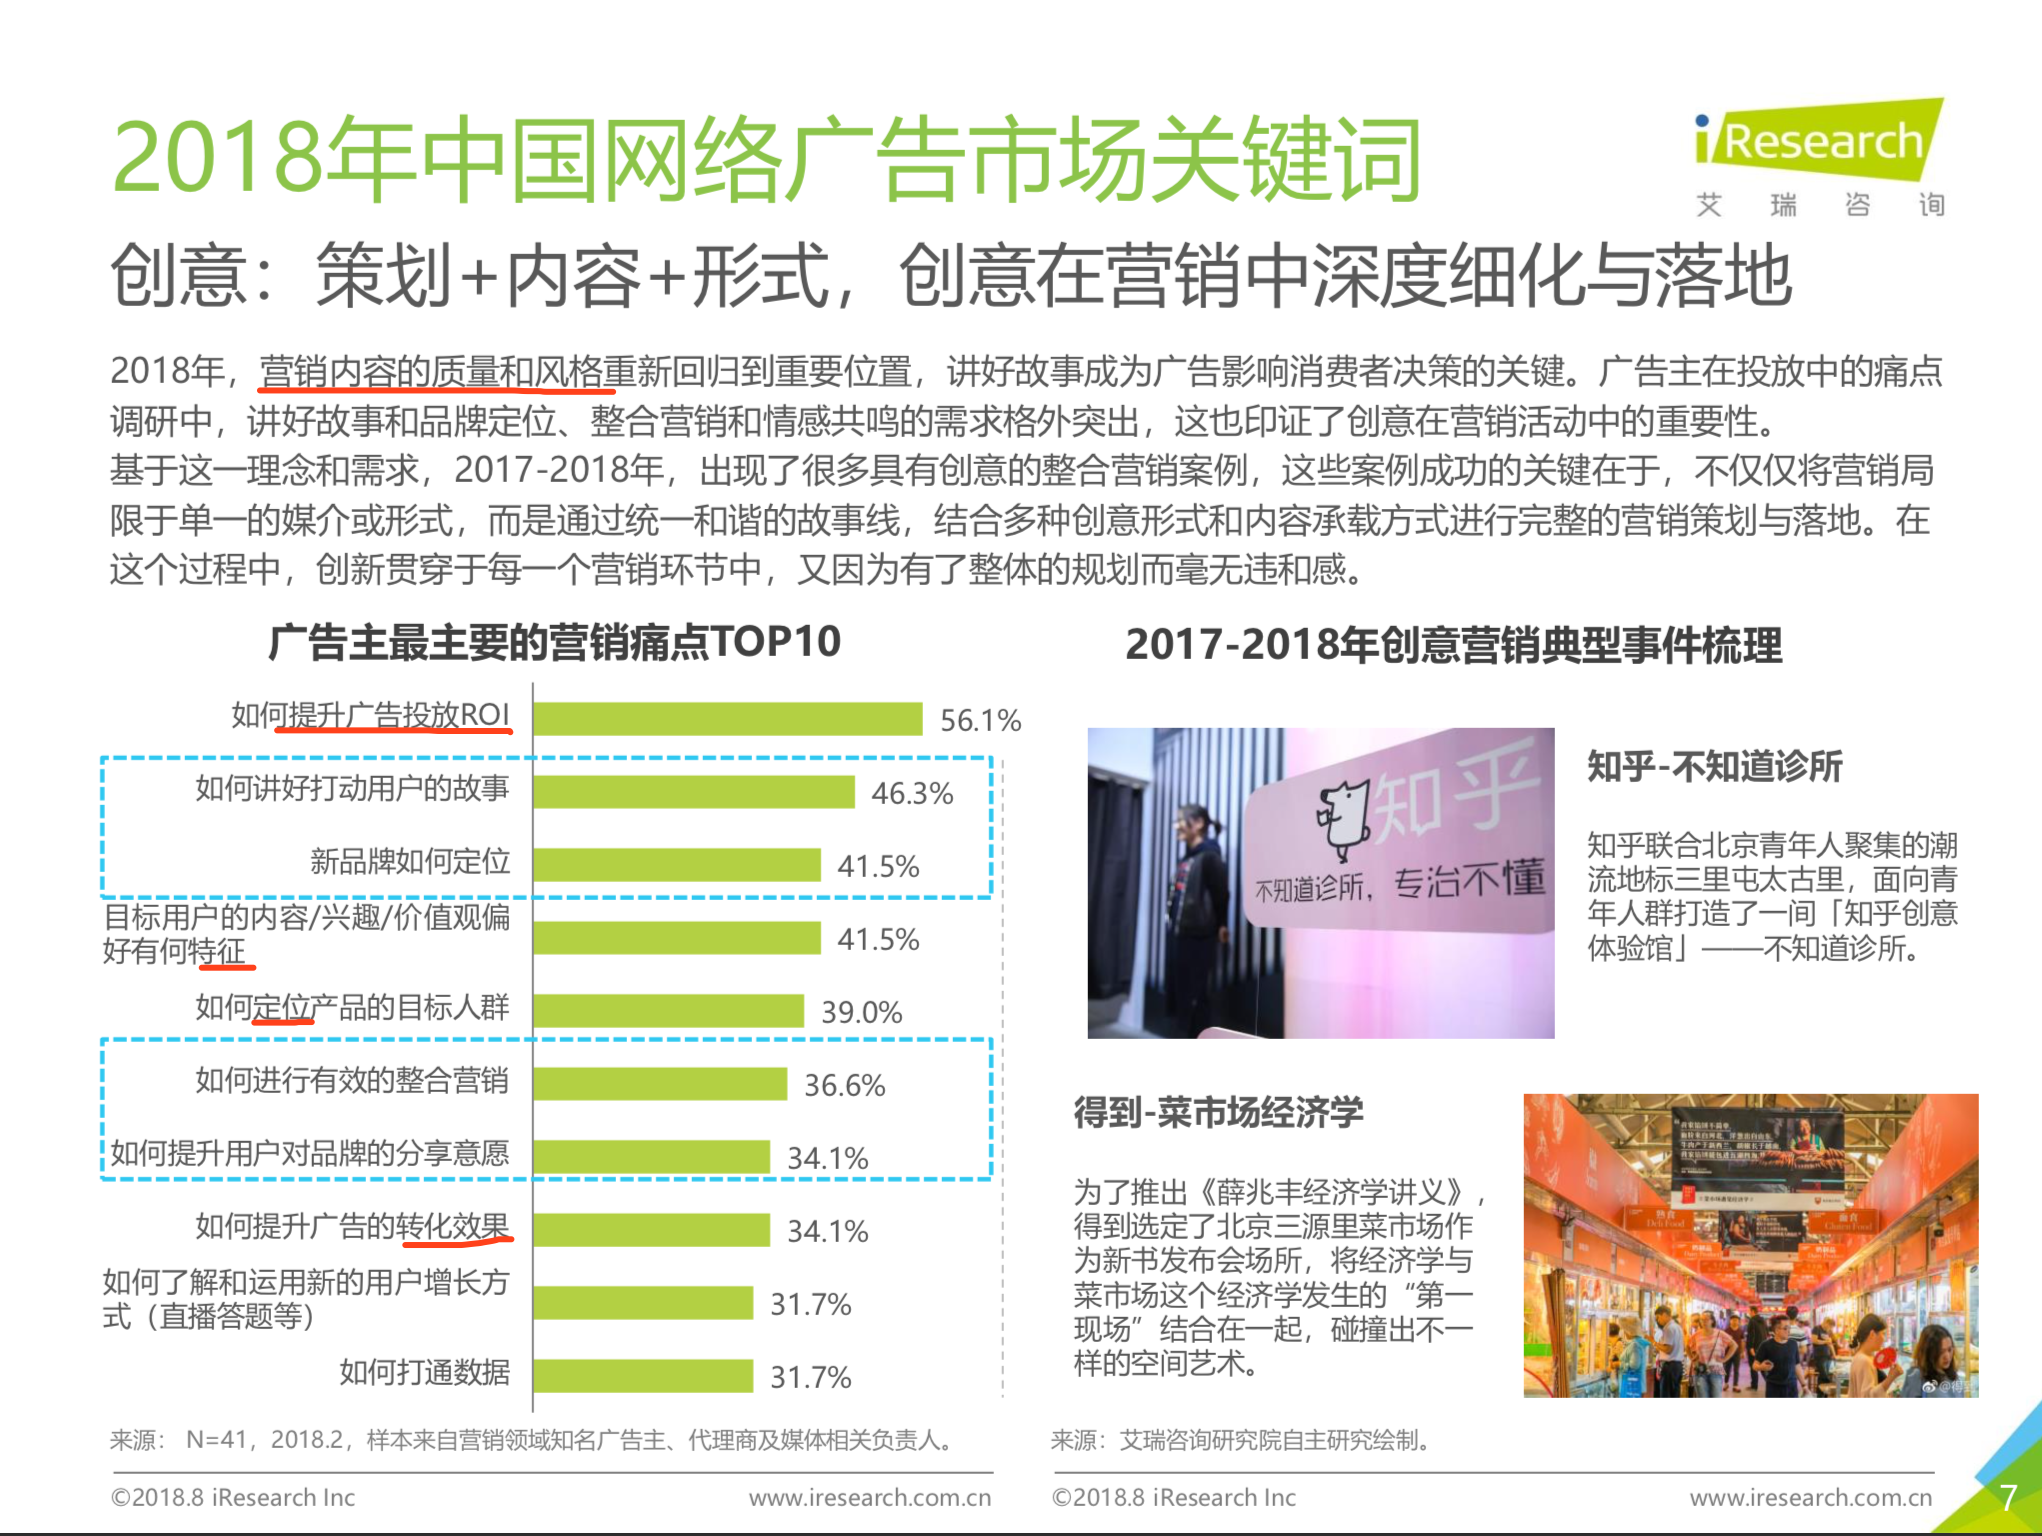 2018年中国网络广告市场关键词
iResearch
艾瑞咨询
创意：策划+内容+形式，创意在营销中深度细化与落地
2018年，营销内容的质量和风格重新回归到重要位置，讲好故事成为广告影响消费者决策的关键。广告主在投放中的痛点
调研中，讲好故事和品牌定位、整合营销和情感共鸣的需求格外突出，这也印证了创意在营销活动中的重要性。
基于这一理念和需求，2017-2018年，出现了很多具有创意的整合营销案例，这些案例成功的关键在于，不仅仅将营销局
限于单一的媒介或形式，而是通过统一和谐的故事线，结合多种创意形式和内容承载方式进行完整的营销策划与落地。在
这个过程中，创新贯穿于每一个营销环节中，又因为有了整体的规划而毫无违和感。
广告主最主要的营销痛点TOP10
如何提升广告投放ROI 56.1%
如何讲好打动用户的故事 46.3%
新品牌如何定位 41.5%
目标用户的内容/兴趣/价值观偏
好有何特征 41.5%
如何定位产品的目标人群 39.0%
如何进行有效的整合营销 36.6%
如何提升用户对品牌的分享意愿 34.1%
如何提升广告的转化效果 34.1%
如何了解和运用新的用户增长方
式（直播答题等） 31.7%
如何打通数据 31.7%
来源： N=41，2018.2，样本来自营销领域知名广告主、代理商及媒体相关负责人。
©2018.8 iResearch Inc
www.iresearch.com.cn
2017-2018年创意营销典型事件梳理
知乎
不知道诊所，专治不懂
知乎-不知道诊所
知乎联合北京青年人聚集的潮
流地标三里屯太古里，面向青
年人群打造了一间「知乎创意
体验馆」——不知道诊所。
得到-菜市场经济学
为了推出《薛兆丰经济学讲义》，
得到选定了北京三源里菜市场作
为新书发布会场所，将经济学与
菜市场这个经济学发生的“第一
现场”结合在一起，碰撞出不一
样的空间艺术。
熟食
Deli Food
面食
来源：艾瑞咨询研究院自主研究绘制。
©2018.8 iResearch Inc
www.iresearch.com.cn
7